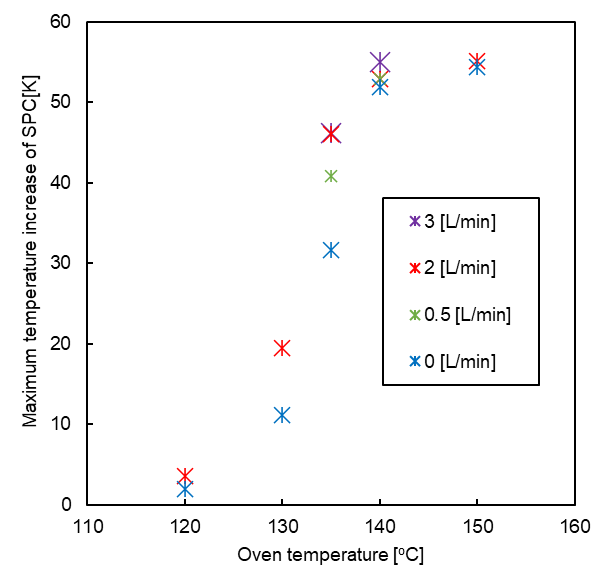 Maximum temperature increase of SPC[K]
60
50
40
30
20
10
0
3 [L/min]
2 [L/min]
0.5 [L/min]
0 [L/min]
110 120 130 140 150 160
Oven temperature [ºC]